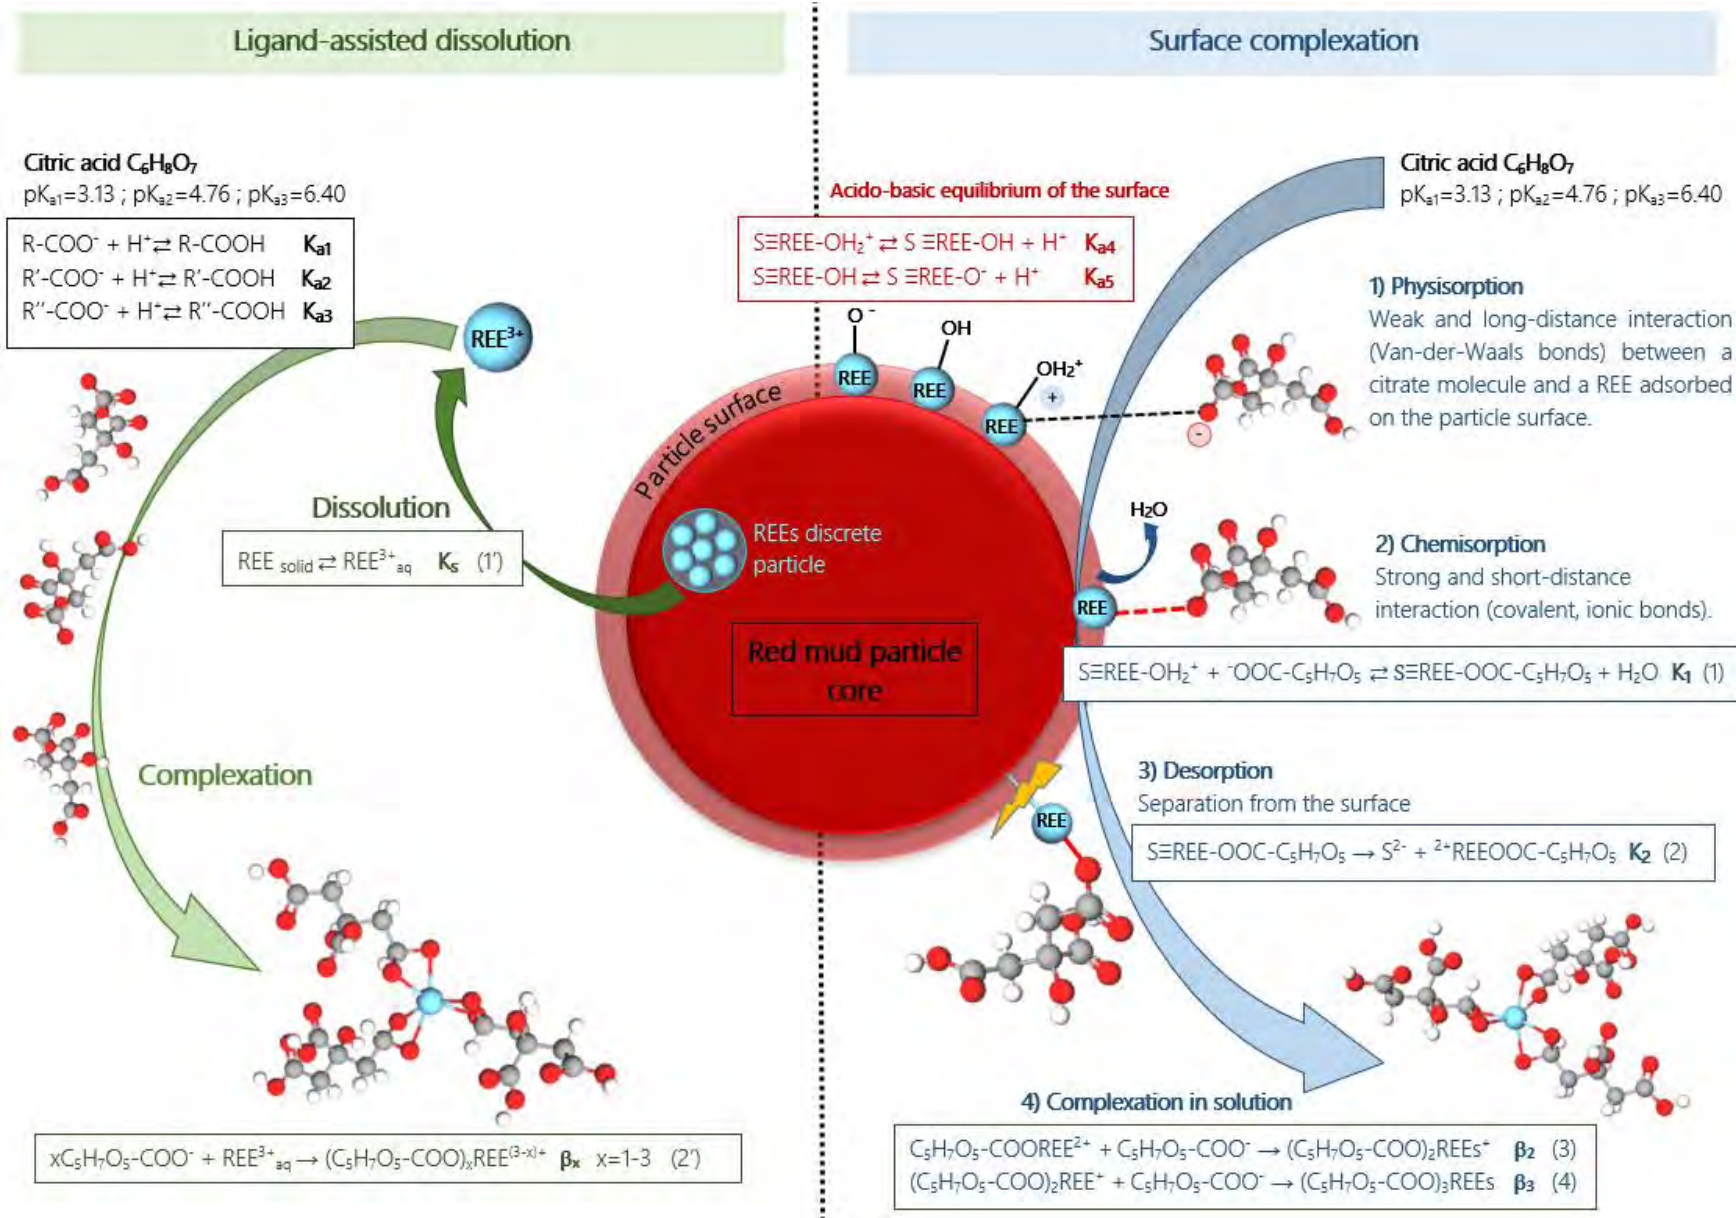 Ligand-assisted dissolution
Citric acid C₆H₈O₇
pKₐ₁=3.13 ; pKₐ₂=4.76 ; pKₐ₃=6.40
R-COO⁻ + H⁺⇄ R-COOH Kₐ₁
R′-COO⁻ + H⁺⇄ R′-COOH Kₐ₂
R′′-COO⁻ + H⁺⇄ R′′-COOH Kₐ₃
REE³⁺
Dissolution
REE solid ⇄ REE³⁺aq Kₛ (1′)
Complexation
xC₅H₇O₅-COO⁻ + REE³⁺aq → (C₅H₇O₅-COO)ₓREE⁽³⁻ˣ⁾⁺ βₓ x=1-3 (2′)
Acido-basic equilibrium of the surface
S≡REE-OH₂⁺ ⇄ S ≡REE-OH + H⁺ Kₐ₄
S≡REE-OH ⇄ S ≡REE-O⁻ + H⁺ Kₐ₅
O⁻
OH
OH₂⁺
+
REE
REE
REE
Particle surface
REEs discrete
particle
Red mud particle
core
Surface complexation
Citric acid C₆H₈O₇
pKₐ₁=3.13 ; pKₐ₂=4.76 ; pKₐ₃=6.40
1) Physisorption
Weak and long-distance interaction
(Van-der-Waals bonds) between a
citrate molecule and a REE adsorbed
on the particle surface.
-
H₂O
REE
2) Chemisorption
Strong and short-distance
interaction (covalent, ionic bonds).
S≡REE-OH₂⁺ + ⁻OOC-C₅H₇O₅ ⇄ S≡REE-OOC-C₅H₇O₅ + H₂O K₁ (1)
3) Desorption
Separation from the surface
REE
S≡REE-OOC-C₅H₇O₅ → S²⁻ + ²⁺REEOOC-C₅H₇O₅ K₂ (2)
4) Complexation in solution
C₅H₇O₅-COOREE²⁺ + C₅H₇O₅-COO⁻ → (C₅H₇O₅-COO)₂REEs⁺ β₂ (3)
(C₅H₇O₅-COO)₂REE⁺ + C₅H₇O₅-COO⁻ → (C₅H₇O₅-COO)₃REEs β₃ (4)